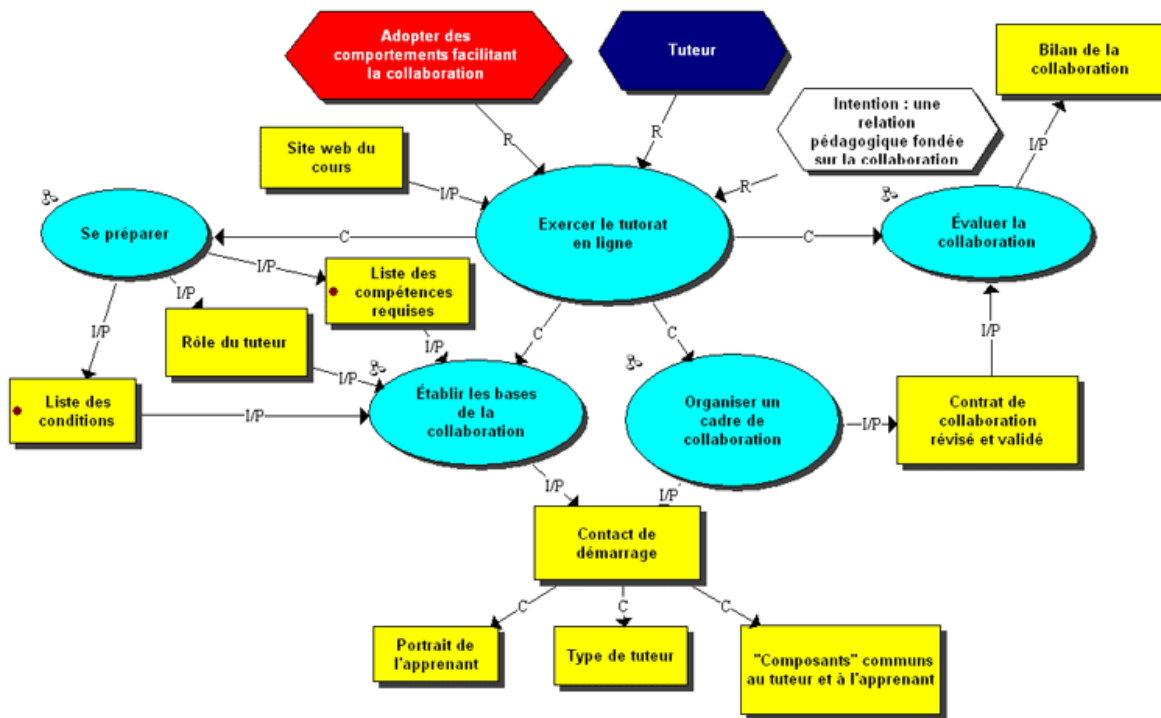 Adopter des
comportements facilitant
la collaboration
Tuteur
Bilan de la
collaboration
Intention : une
relation
pédagogique fondée
sur la collaboration
R
R
R
I/P
Site web du
cours
I/P
Se préparer
C
Exercer le tutorat
en ligne
C
Évaluer la
collaboration
I/P
I/P
Liste des
compétences
requises
I/P
Rôle du tuteur
I/P
I/P
C
C
I/P
Liste des
conditions
I/P
Établir les bases
de la
collaboration
Organiser un
cadre de
collaboration
I/P
Contrat de
collaboration
révisé et validé
I/P
I/P
Contact de
démarrage
C
C
C
Portrait de
l'apprenant
Type de tuteur
"Composants" communs
au tuteur et à l'apprenant